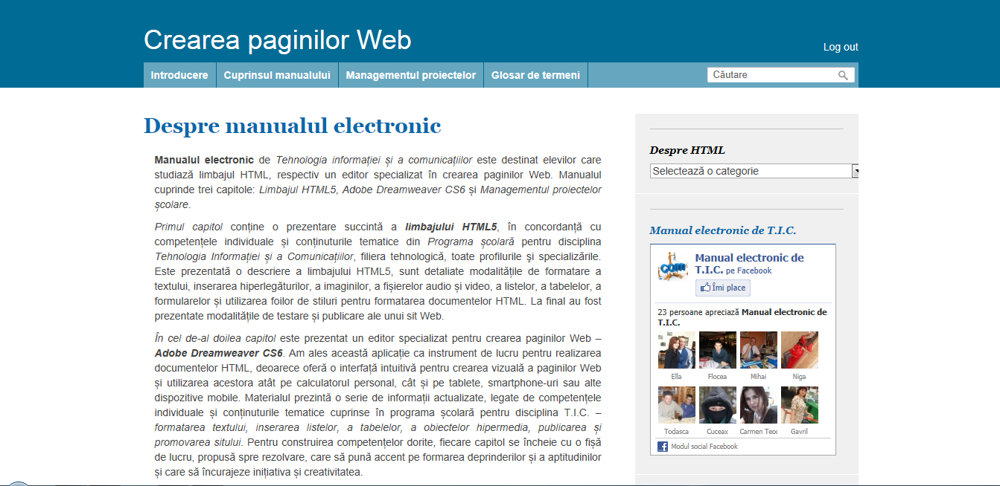 Crearea paginilor Web
Log out
Introducere
Cuprinsul manualului
Managementul proiectelor
Glosar de termeni
Căutare
Despre manualul electronic
Manualul electronic de Tehnologia informației și a comunicațiilor este destinat elevilor care
studiază limbajul HTML, respectiv un editor specializat în crearea paginilor Web. Manualul
cuprinde trei capitole: Limbajul HTML5, Adobe Dreamweaver CS6 și Managementul proiectelor
școlare.
Primul capitol conține o prezentare succintă a limbajului HTML5, în concordanță cu
competențele individuale și conținuturile tematice din Programa școlară pentru disciplina
Tehnologia Informației și a Comunicațiilor, filiera tehnologică, toate profilurile şi specializările.
Este prezentată o descriere a limbajului HTML5, sunt detaliate modalitățile de formatare a
textului, inserarea hiperlegăturilor, a imaginilor, a fișierelor audio și video, a listelor, a tabelelor, a
formularelor și utilizarea foilor de stiluri pentru formatarea documentelor HTML. La final au fost
prezentate modalitățile de testare și publicare ale unui sit Web.
În cel de-al doilea capitol este prezentat un editor specializat pentru crearea paginilor Web –
Adobe Dreamweaver CS6. Am ales această aplicație ca instrument de lucru pentru realizarea
documentelor HTML, deoarece oferă o interfață intuitivă pentru crearea vizuală a paginilor Web
și utilizarea acestora atât pe calculatorul personal, cât și pe tablete, smartphone-uri sau alte
dispozitive mobile. Materialul prezintă o serie de informații actualizate, legate de competențele
individuale și conținuturile tematice cuprinse în programa școlară pentru disciplina T.I.C. –
formatarea textului, inserarea listelor, a tabelelor, a obiectelor hipermedia, publicarea și
promovarea sitului. Pentru construirea competențelor dorite, fiecare capitol se încheie cu o fișă
de lucru, propusă spre rezolvare, care să pună accent pe formarea deprinderilor și a aptitudinilor
și care să încurajeze inițiativa și creativitatea.
Despre HTML
Selectează o categorie
Manual electronic de T.I.C.
Manual electronic de
T.I.C. pe Facebook
Îmi place
23 persoane apreciază Manual electronic de
T.I.C.
Ella
Flocea
Mihai
Niga
Todasca
Cuceax
Carmen Teoc
Gavril
Modul social Facebook